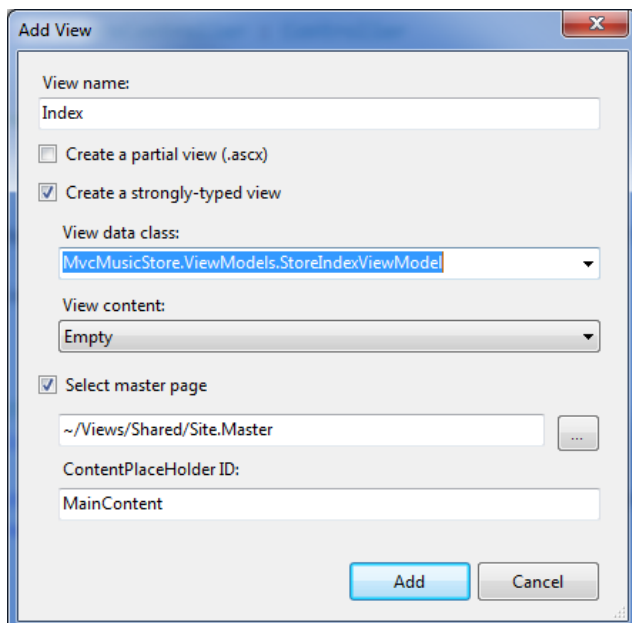 Add View
View name:
Index
Create a partial view (.ascx)
Create a strongly-typed view
View data class:
MvcMusicStore.ViewModels.StoreIndexViewModel
View content:
Empty
Select master page
~/Views/Shared/Site.Master
...
ContentPlaceHolder ID:
MainContent
Add
Cancel